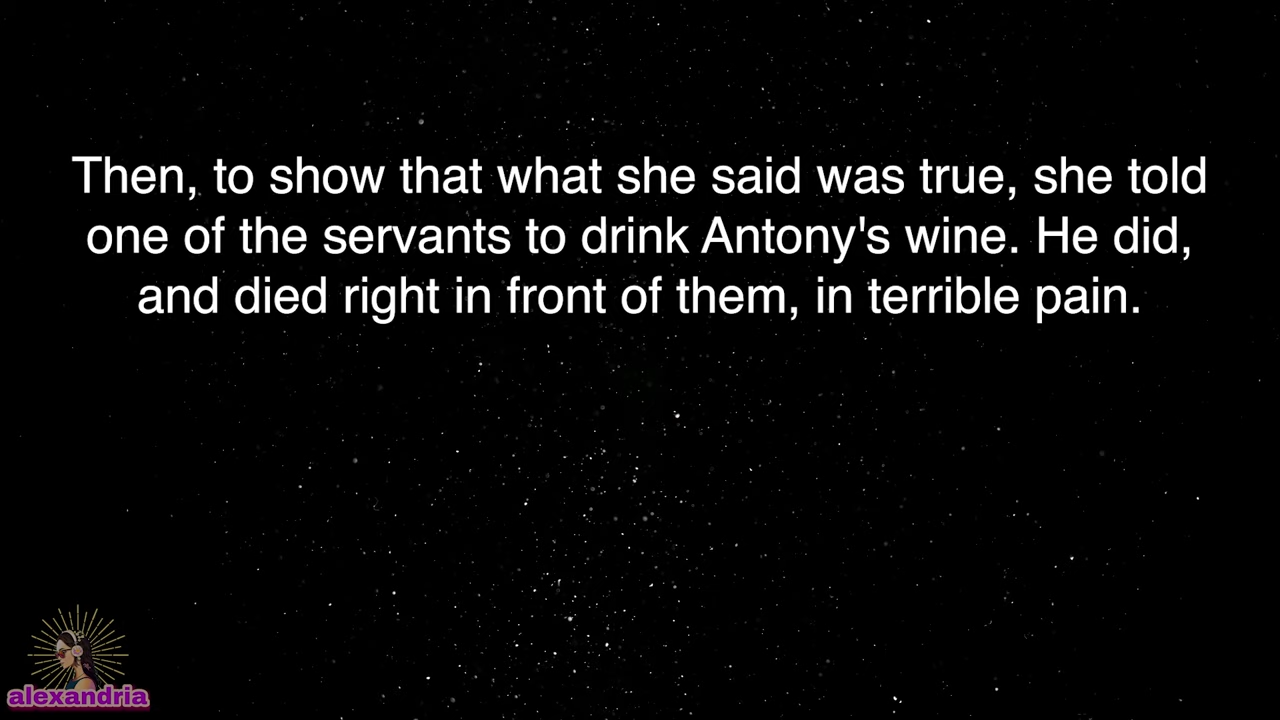 Then, to show that what she said was true, she told
one of the servants to drink Antony's wine. He did,
and died right in front of them, in terrible pain.
alexandria